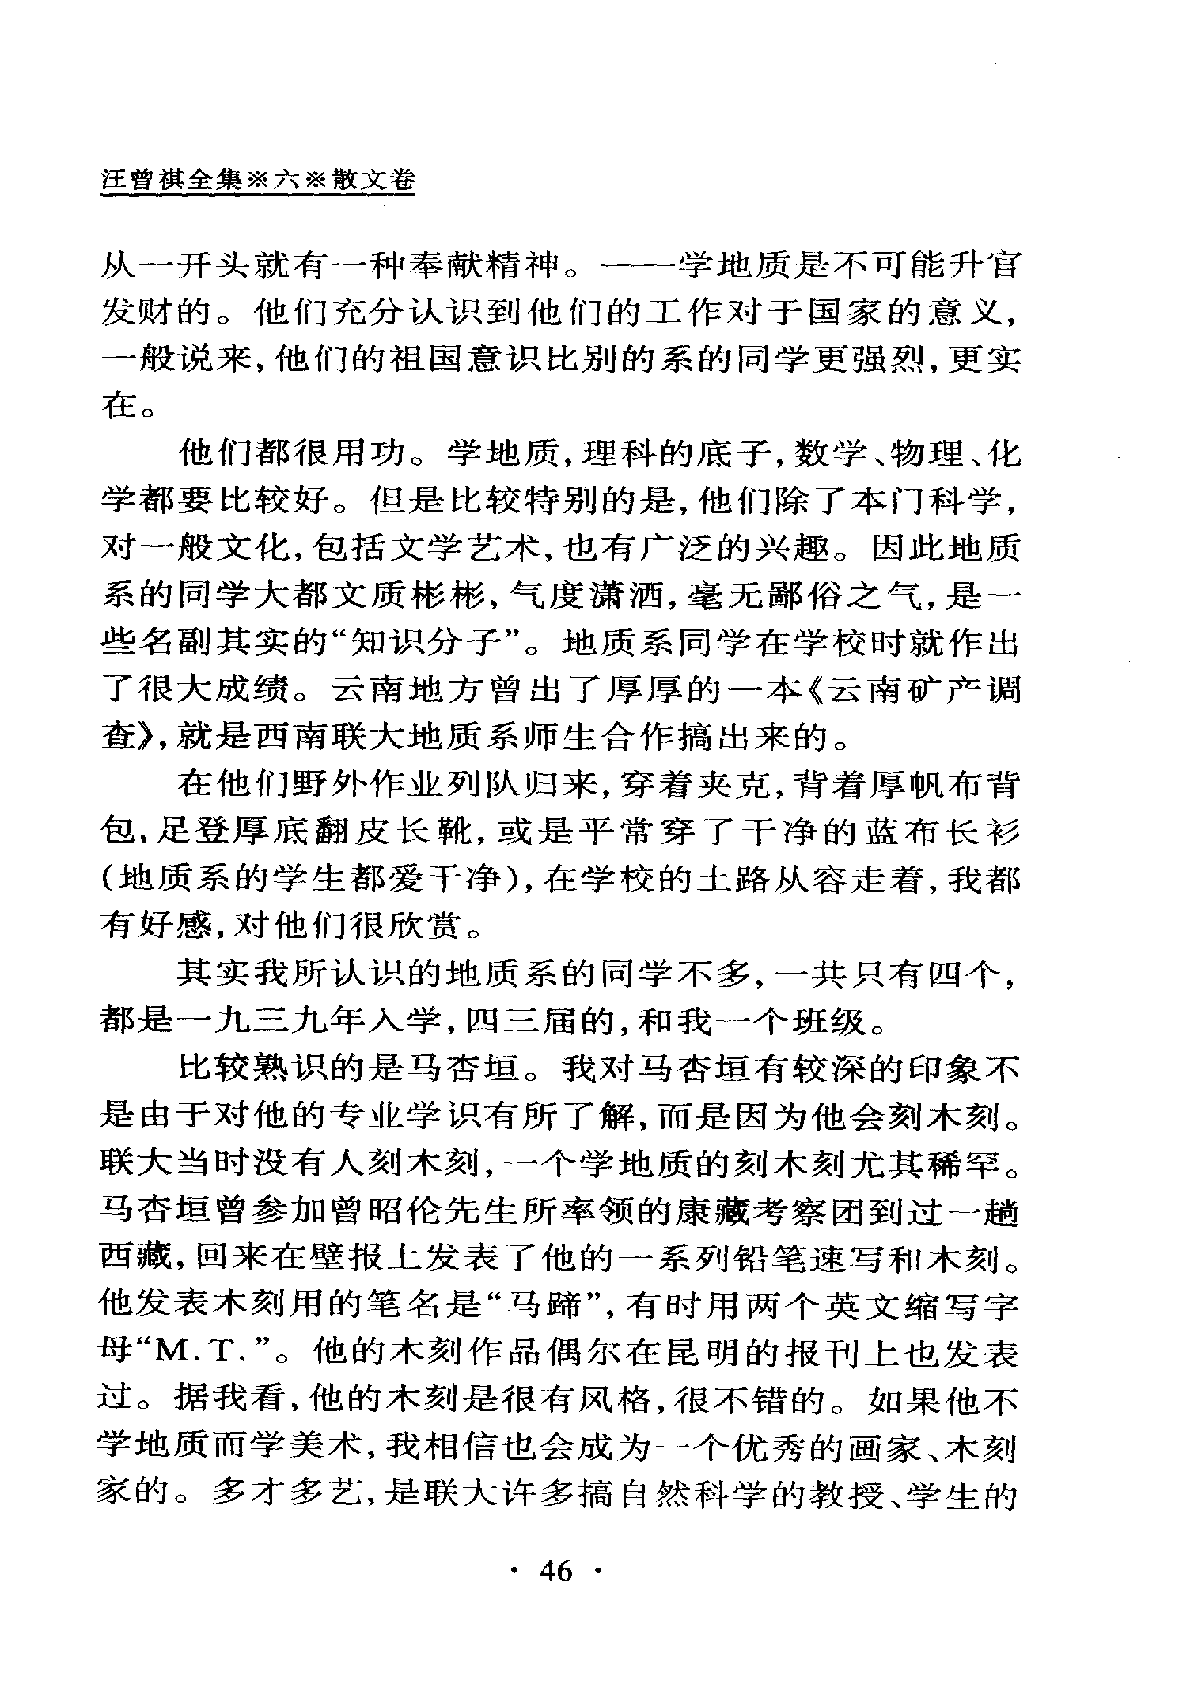 汪曾祺全集※六※散文卷
从一开头就有一种奉献精神。——学地质是不可能升官
发财的。他们充分认识到他们的工作对于国家的意义，
一般说来，他们的祖国意识比别的系的同学更强烈，更实
在。
他们都很用功。学地质，理科的底子，数学、物理、化
学都要比较好。但是比较特别的是，他们除了本门科学，
对一般文化，包括文学艺术，也有广泛的兴趣。因此地质
系的同学大都文质彬彬，气度潇洒，毫无鄙俗之气，是一
些名副其实的“知识分子”。地质系同学在学校时就作出
了很大成绩。云南地方曾出了厚厚的一本《云南矿产调
查》，就是西南联大地质系师生合作搞出来的。
在他们野外作业列队归来，穿着夹克，背着厚帆布背
包，足登厚底翻皮长靴，或是平常穿了干净的蓝布长衫
(地质系的学生都爱干净)，在学校的土路从容走着，我都
有好感，对他们很欣赏。
其实我所认识的地质系的同学不多，一共只有四个，
都是一九三九年入学，四三届的，和我一个班级。
比较熟识的是马杏垣。我对马杏垣有较深的印象不
是由于对他的专业学识有所了解，而是因为他会刻木刻。
联大当时没有人刻木刻，一个学地质的刻木刻尤其稀罕。
马杏垣曾参加曾昭伦先生所率领的康藏考察团到过一趟
西藏，回来在壁报上发表了他的一系列铅笔速写和木刻。
他发表木刻用的笔名是“马蹄”，有时用两个英文缩写字
母“M.T.”。他的木刻作品偶尔在昆明的报刊上也发表
过。据我看，他的木刻是很有风格，很不错的。如果他不
学地质而学美术，我相信也会成为一个优秀的画家、木刻
家的。多才多艺，是联大许多搞自然科学的教授、学生的
· 46 ·